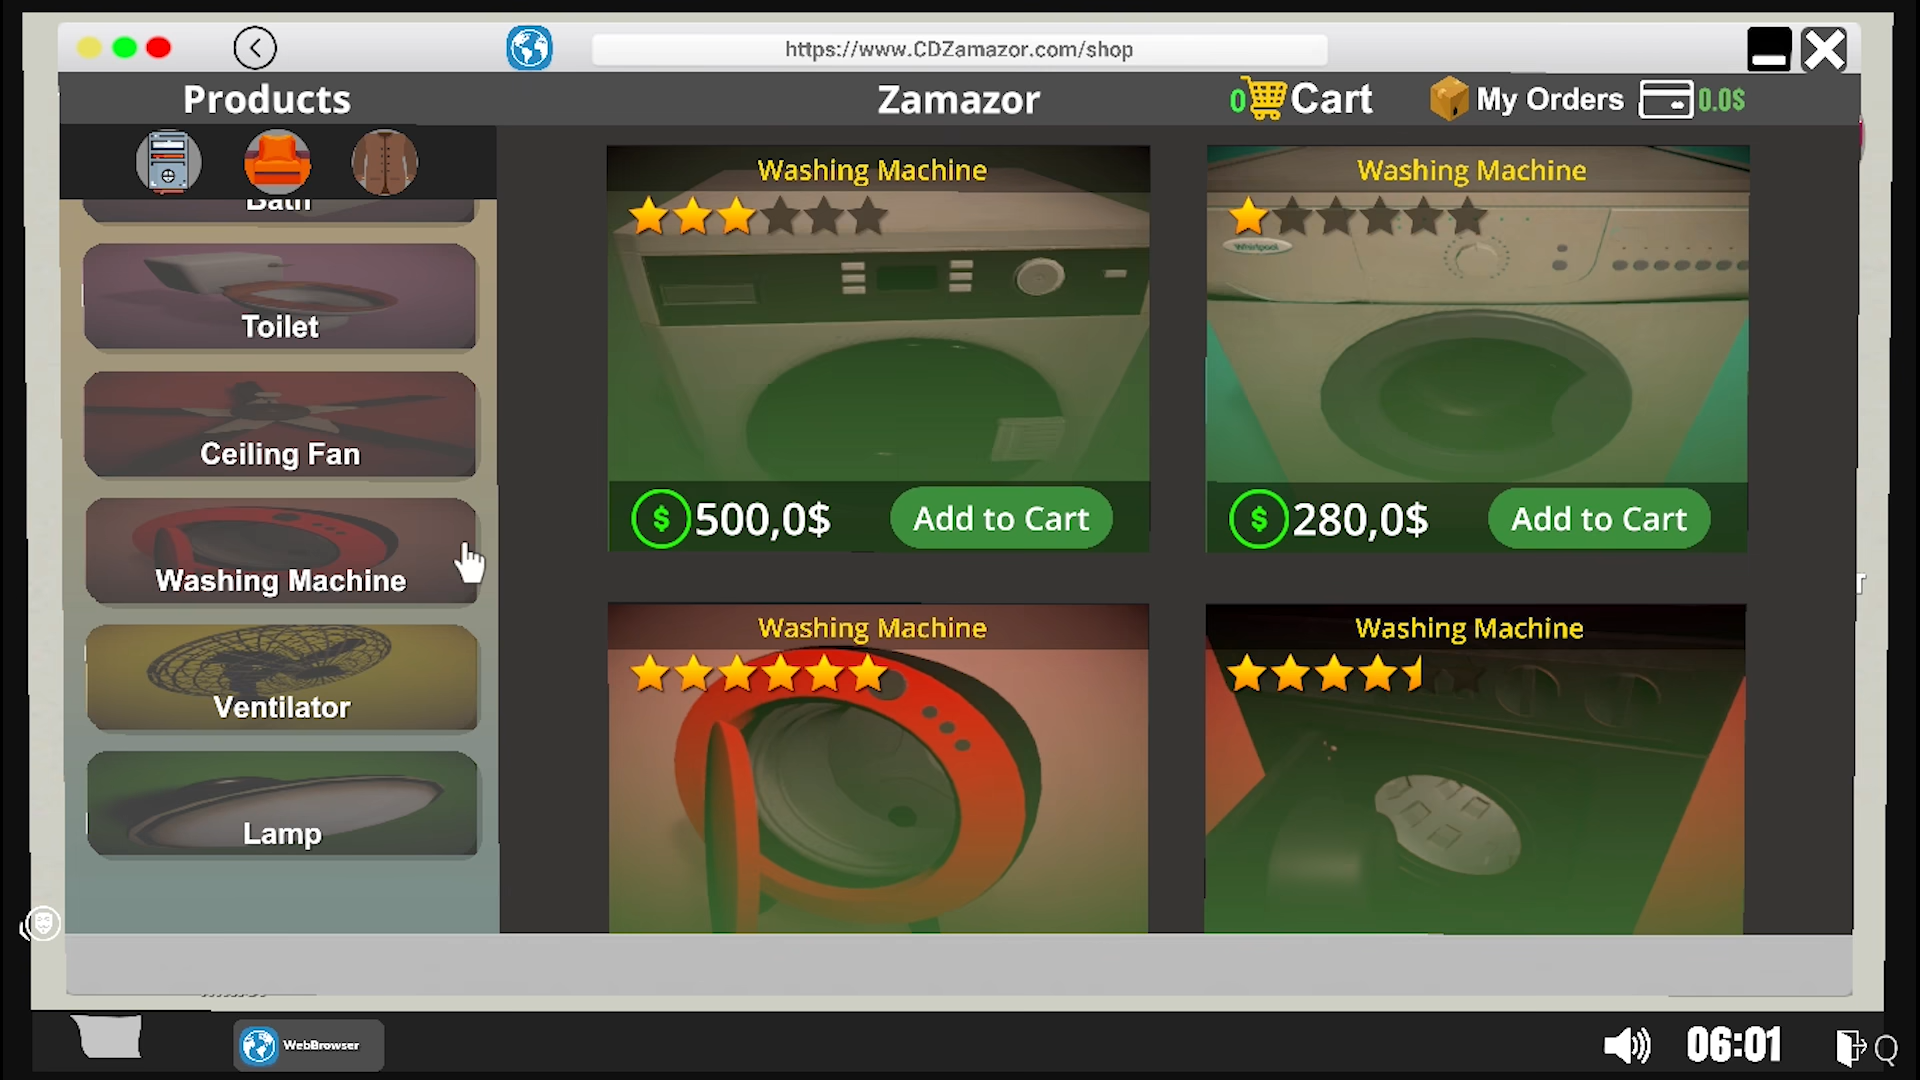 https://www.CDZamazor.com/shop
Products
Zamazor
0 Cart
My Orders
0.0$
Bath
Toilet
Ceiling Fan
Washing Machine
Ventilator
Lamp
Washing Machine
500,0$
Add to Cart
Washing Machine
Whirlpool
280,0$
Add to Cart
Washing Machine
Washing Machine
WebBrowser
06:01
Q